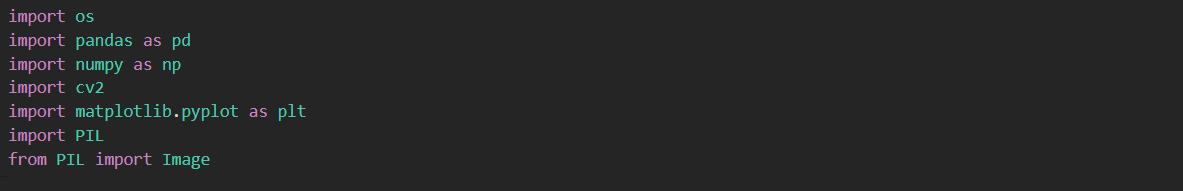 import os
import pandas as pd
import numpy as np
import cv2
import matplotlib.pyplot as plt
import PIL
from PIL import Image